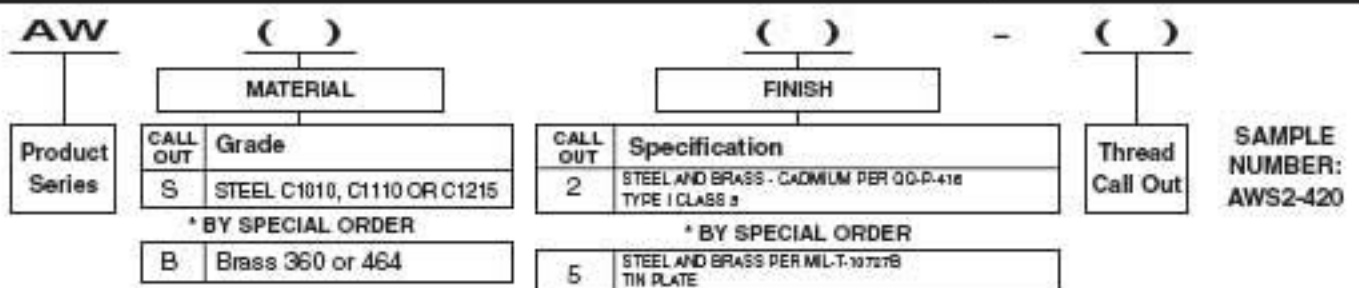 AW ( ) ( ) - ( )
MATERIAL
FINISH
Product
Series
CALL
OUT
Grade
S
STEEL C1010, C1110 OR C1215
* BY SPECIAL ORDER
B
Brass 360 or 464
CALL
OUT
Specification
2
STEEL AND BRASS - CADMIUM PER QQ-P-416
TYPE I CLASS
* BY SPECIAL ORDER
5
STEEL AND BRASS PER MIL-T-10727B
TIN PLATE
Thread
Call Out
SAMPLE
NUMBER:
AWS2-420